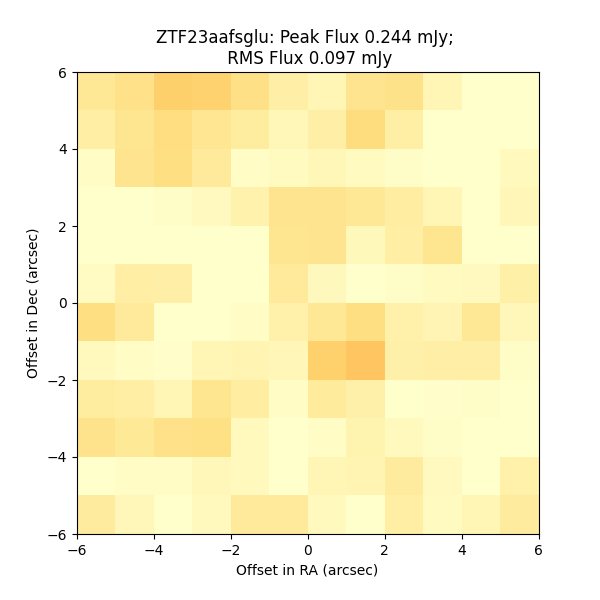 ZTF23aafsglu: Peak Flux 0.244 mJy;
RMS Flux 0.097 mJy
6
4
2
0
−2
−4
−6
Offset in Dec (arcsec)
−6 −4 −2 0 2 4 6
Offset in RA (arcsec)